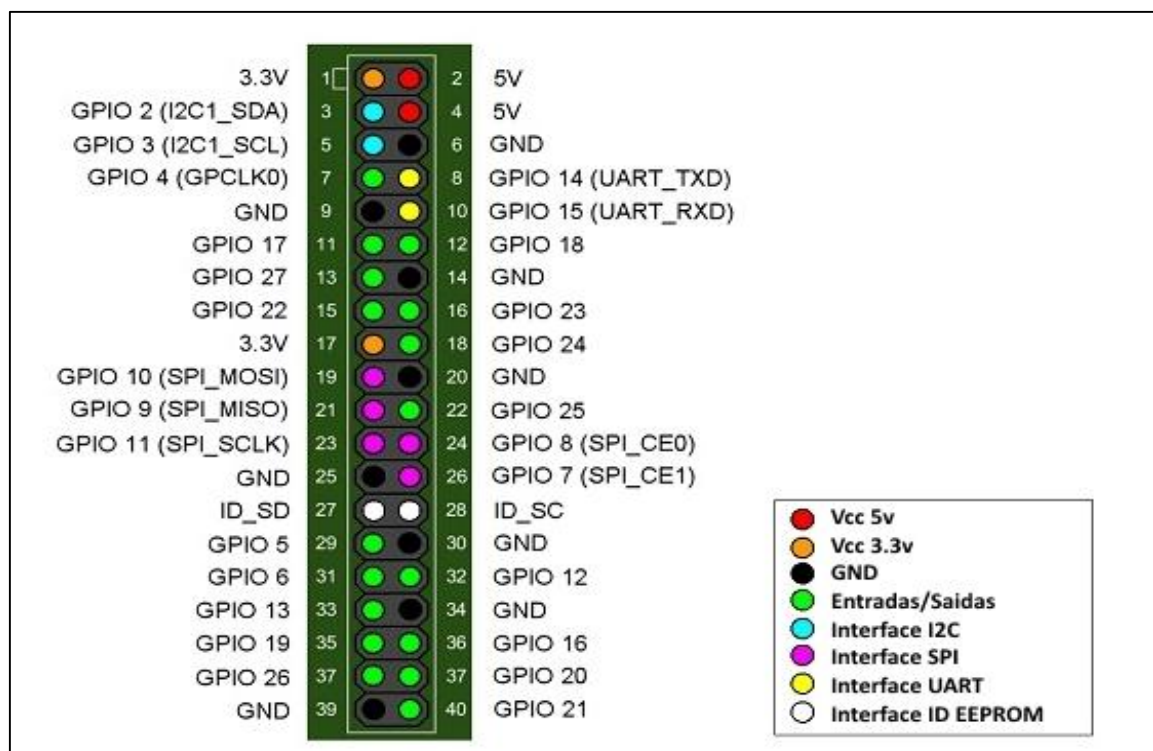 3.3V 1 2 5V
GPIO 2 (I2C1_SDA) 3 4 5V
GPIO 3 (I2C1_SCL) 5 6 GND
GPIO 4 (GPCLK0) 7 8 GPIO 14 (UART_TXD)
GND 9 10 GPIO 15 (UART_RXD)
GPIO 17 11 12 GPIO 18
GPIO 27 13 14 GND
GPIO 22 15 16 GPIO 23
3.3V 17 18 GPIO 24
GPIO 10 (SPI_MOSI) 19 20 GND
GPIO 9 (SPI_MISO) 21 22 GPIO 25
GPIO 11 (SPI_SCLK) 23 24 GPIO 8 (SPI_CE0)
GND 25 26 GPIO 7 (SPI_CE1)
ID_SD 27 28 ID_SC
GPIO 5 29 30 GND
GPIO 6 31 32 GPIO 12
GPIO 13 33 34 GND
GPIO 19 35 36 GPIO 16
GPIO 26 37 37 GPIO 20
GND 39 40 GPIO 21
Vcc 5v
Vcc 3.3v
GND
Entradas/Saidas
Interface I2C
Interface SPI
Interface UART
Interface ID EEPROM